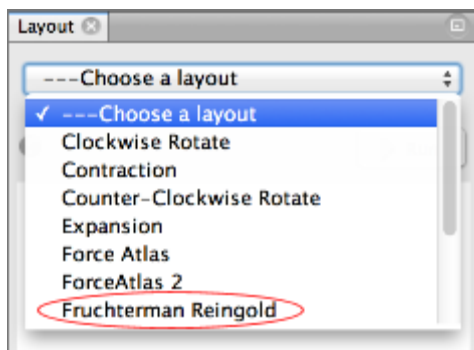 Layout
---Choose a layout
✓ ---Choose a layout
Clockwise Rotate
Contraction
Counter-Clockwise Rotate
Expansion
Force Atlas
ForceAtlas 2
Fruchterman Reingold